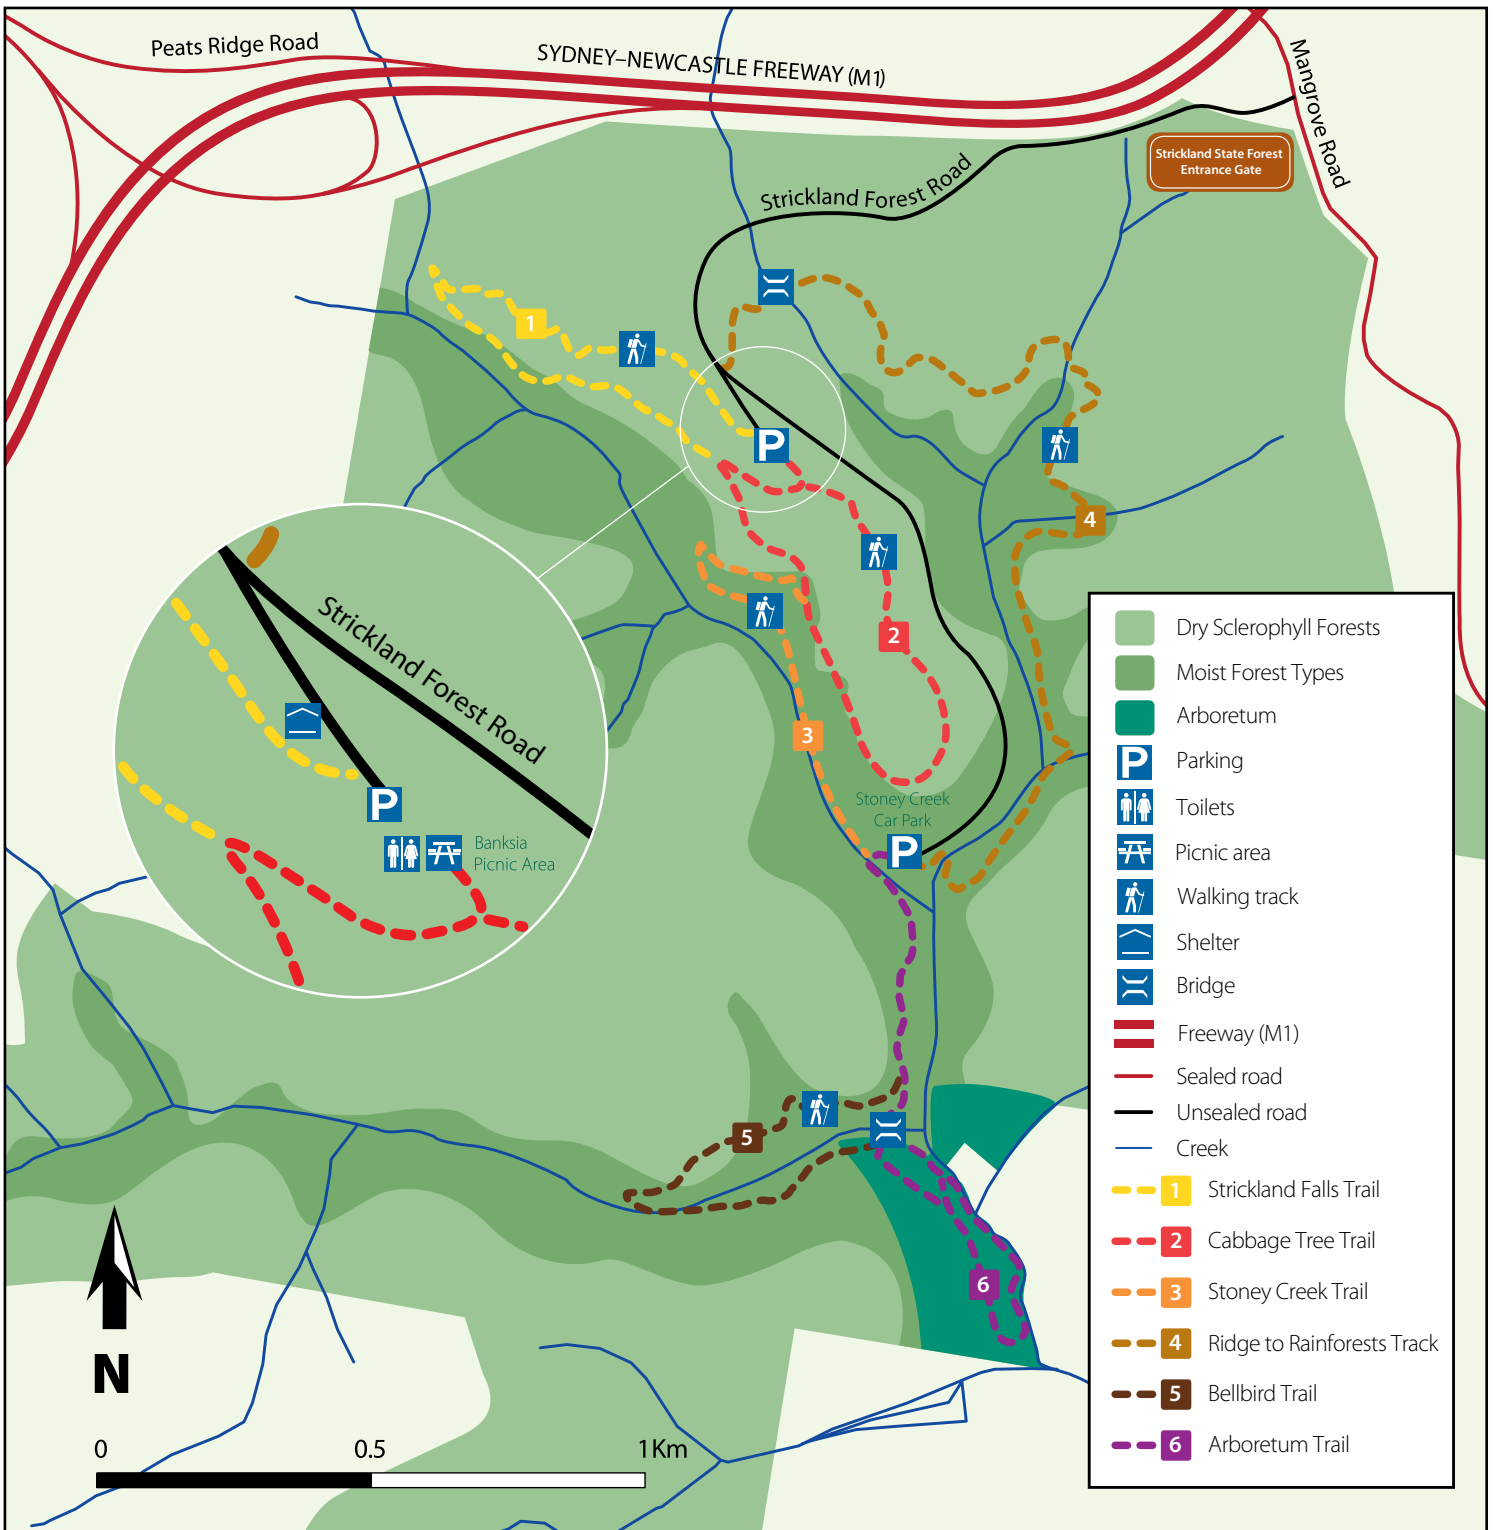 Peats Ridge Road
SYDNEY–NEWCASTLE FREEWAY (M1)
Mangrove Road
Strickland State Forest
Entrance Gate
Strickland Forest Road
1
4
2
3
Strickland Forest Road
P
P
Banksia
Picnic Area
Stoney Creek
Car Park
P
5
6
N
0 0.5 1 Km
Dry Sclerophyll Forests
Moist Forest Types
Arboretum
P Parking
Toilets
Picnic area
Walking track
Shelter
Bridge
Freeway (M1)
Sealed road
Unsealed road
Creek
1 Strickland Falls Trail
2 Cabbage Tree Trail
3 Stoney Creek Trail
4 Ridge to Rainforests Track
5 Bellbird Trail
6 Arboretum Trail